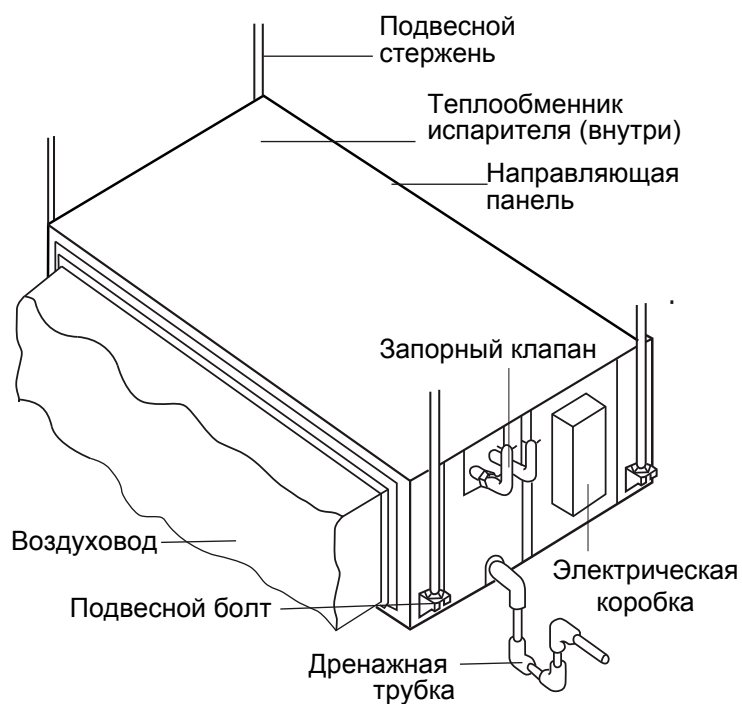 Подвесной
стержень
Теплообменник
испарителя (внутри)
Направляющая
панель
Запорный клапан
Воздуховод
Электрическая
коробка
Подвесной болт
Дренажная
трубка